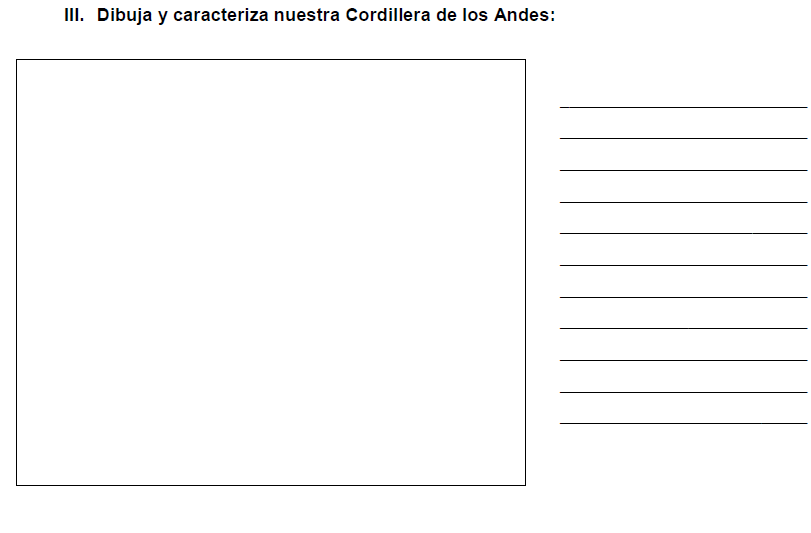 III. Dibuja y caracteriza nuestra Cordillera de los Andes: